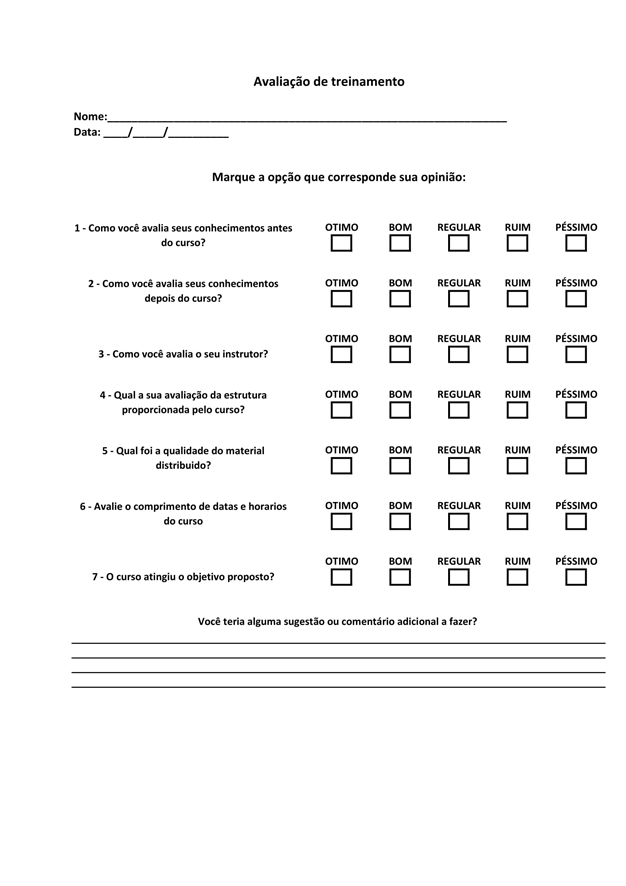 Avaliação de treinamento
Nome:___________________________________________________________________
Data: ____/_____/__________
Marque a opção que corresponde sua opinião:
1 - Como você avalia seus conhecimentos antes
do curso?
OTIMO BOM REGULAR RUIM PÉSSIMO
2 - Como você avalia seus conhecimentos
depois do curso?
OTIMO BOM REGULAR RUIM PÉSSIMO
3 - Como você avalia o seu instrutor?
OTIMO BOM REGULAR RUIM PÉSSIMO
4 - Qual a sua avaliação da estrutura
proporcionada pelo curso?
OTIMO BOM REGULAR RUIM PÉSSIMO
5 - Qual foi a qualidade do material
distribuido?
OTIMO BOM REGULAR RUIM PÉSSIMO
6 - Avalie o comprimento de datas e horarios
do curso
OTIMO BOM REGULAR RUIM PÉSSIMO
7 - O curso atingiu o objetivo proposto?
OTIMO BOM REGULAR RUIM PÉSSIMO
Você teria alguma sugestão ou comentário adicional a fazer?